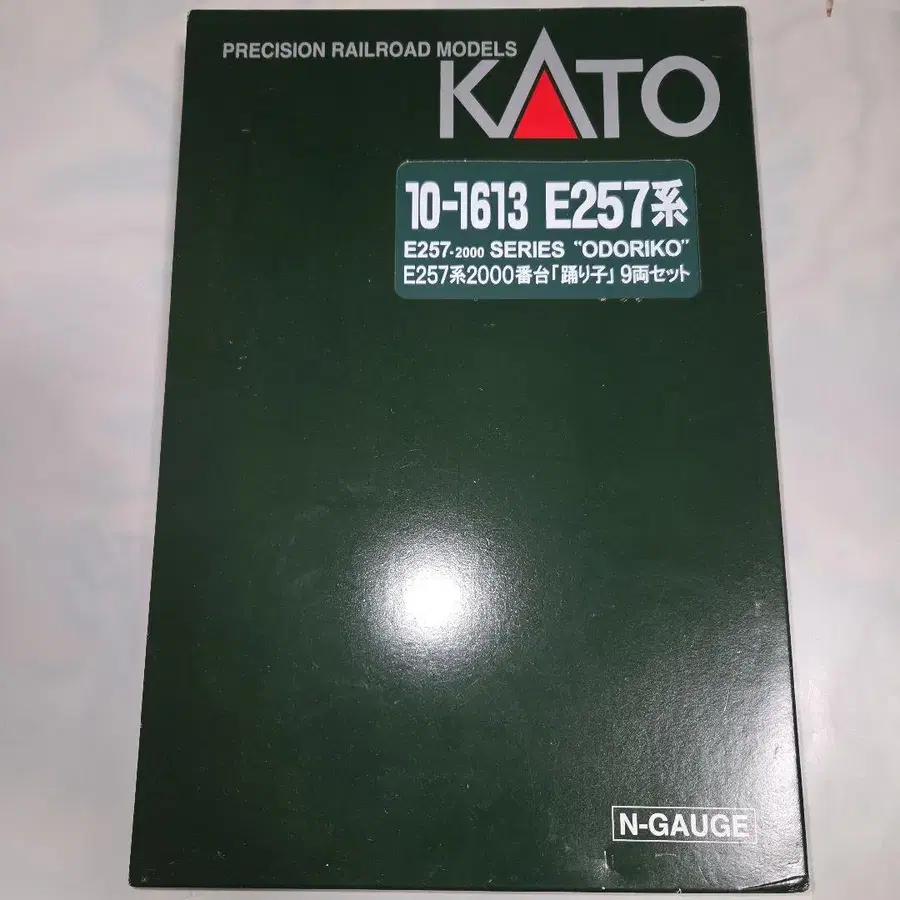 PRECISION RAILROAD MODELS
KATO
10-1613 E257系
E257-2000 SERIES "ODORIKO"
E257系2000番台「踊り子」9両セット
N-GAUGE